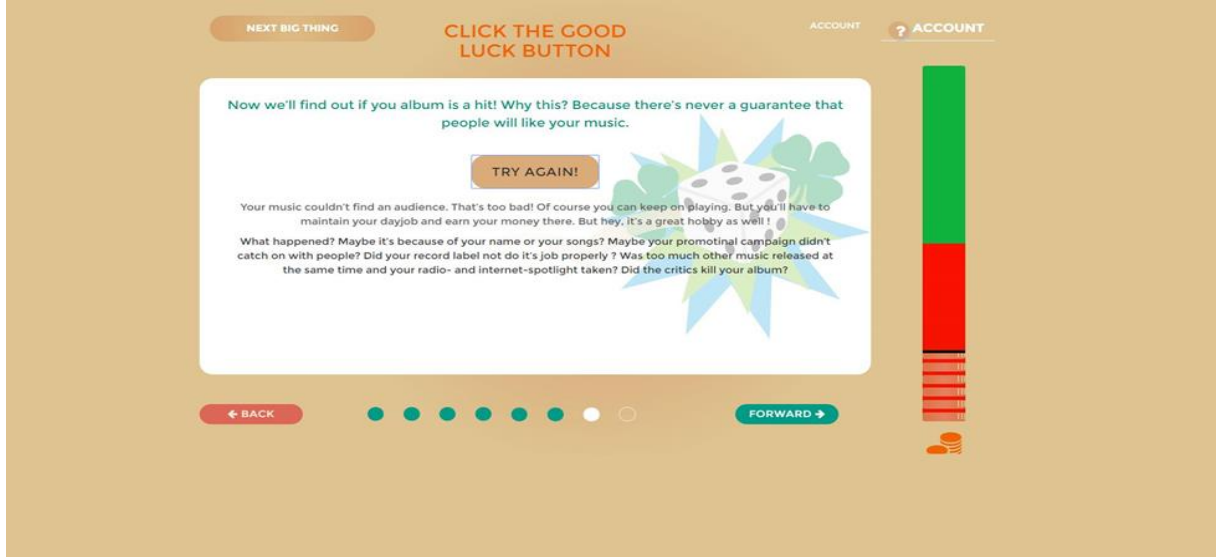 NEXT BIG THING
CLICK THE GOOD
LUCK BUTTON
ACCOUNT
? ACCOUNT
Now we'll find out if you album is a hit! Why this? Because there's never a guarantee that
people will like your music.
TRY AGAIN!
Your music couldn't find an audience. That's too bad! Of course you can keep on playing. But you'll have to
maintain your dayjob and earn your money there. But hey, it's a great hobby as well !
What happened? Maybe it's because of your name or your songs? Maybe your promotinal campaign didn't
catch on with people? Did your record label not do it's job properly ? Was too much other music released at
the same time and your radio- and internet-spotlight taken? Did the critics kill your album?
← BACK
FORWARD →